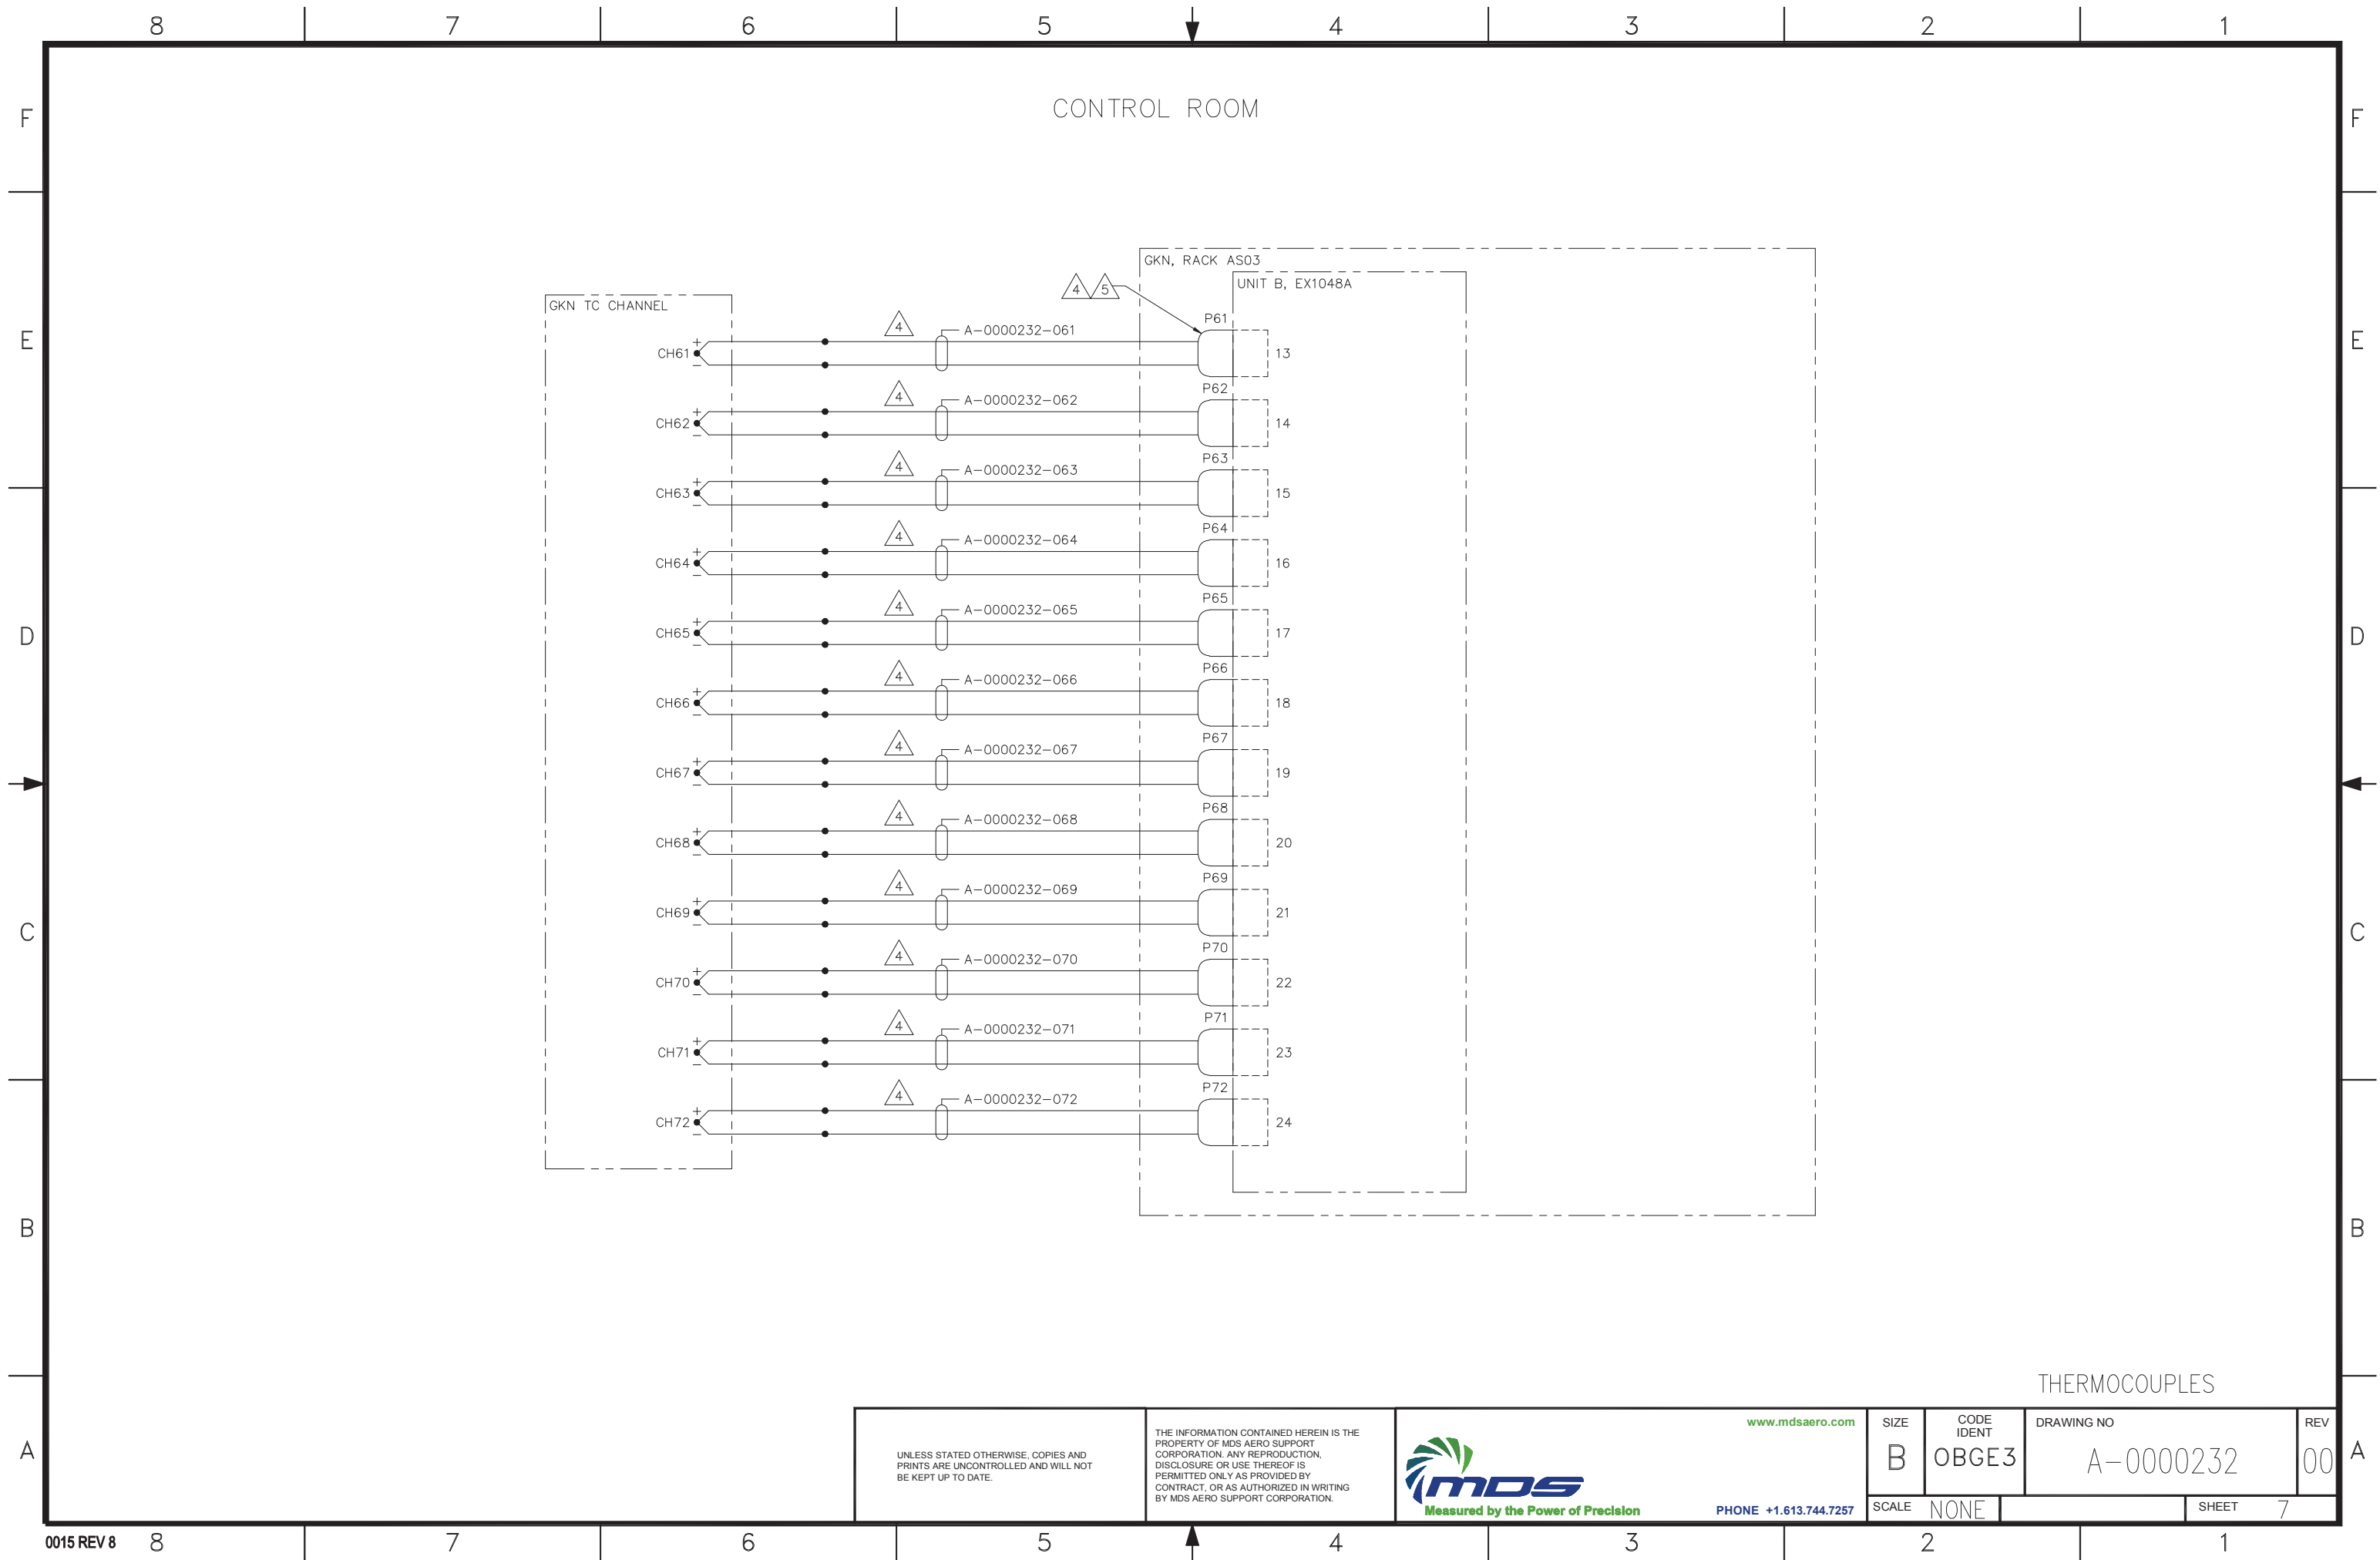 8 7 6 5 4 3 2 1
F F
CONTROL ROOM
GKN, RACK AS03
UNIT B, EX1048A
GKN TC CHANNEL
4 5
P61
4 A-0000232-061
E E
+
CH61 13
-
P62
4 A-0000232-062
+
CH62 14
-
P63
4 A-0000232-063
+
CH63 15
-
P64
4 A-0000232-064
+
CH64 16
-
P65
4 A-0000232-065
+
D CH65 17 D
-
P66
4 A-0000232-066
+
CH66 18
-
P67
4 A-0000232-067
+
CH67 19
-
P68
4 A-0000232-068
+
CH68 20
-
P69
4 A-0000232-069
+
CH69 21
-
C C
P70
4 A-0000232-070
+
CH70 22
-
P71
4 A-0000232-071
+
CH71 23
-
P72
4 A-0000232-072
+
CH72 24
-
B B
THERMOCOUPLES
A A
UNLESS STATED OTHERWISE, COPIES AND
PRINTS ARE UNCONTROLLED AND WILL NOT
BE KEPT UP TO DATE.
THE INFORMATION CONTAINED HEREIN IS THE
PROPERTY OF MDS AERO SUPPORT
CORPORATION. ANY REPRODUCTION,
DISCLOSURE OR USE THEREOF IS
PERMITTED ONLY AS PROVIDED BY
CONTRACT, OR AS AUTHORIZED IN WRITING
BY MDS AERO SUPPORT CORPORATION.
www.mdsaero.com
MDS
Measured by the Power of Precision
PHONE +1.613.744.7257
SIZE
B
CODE
IDENT
OBGE3
DRAWING NO
A-0000232
REV
00
SCALE NONE
SHEET 7
0015 REV 8
8 7 6 5 4 3 2 1